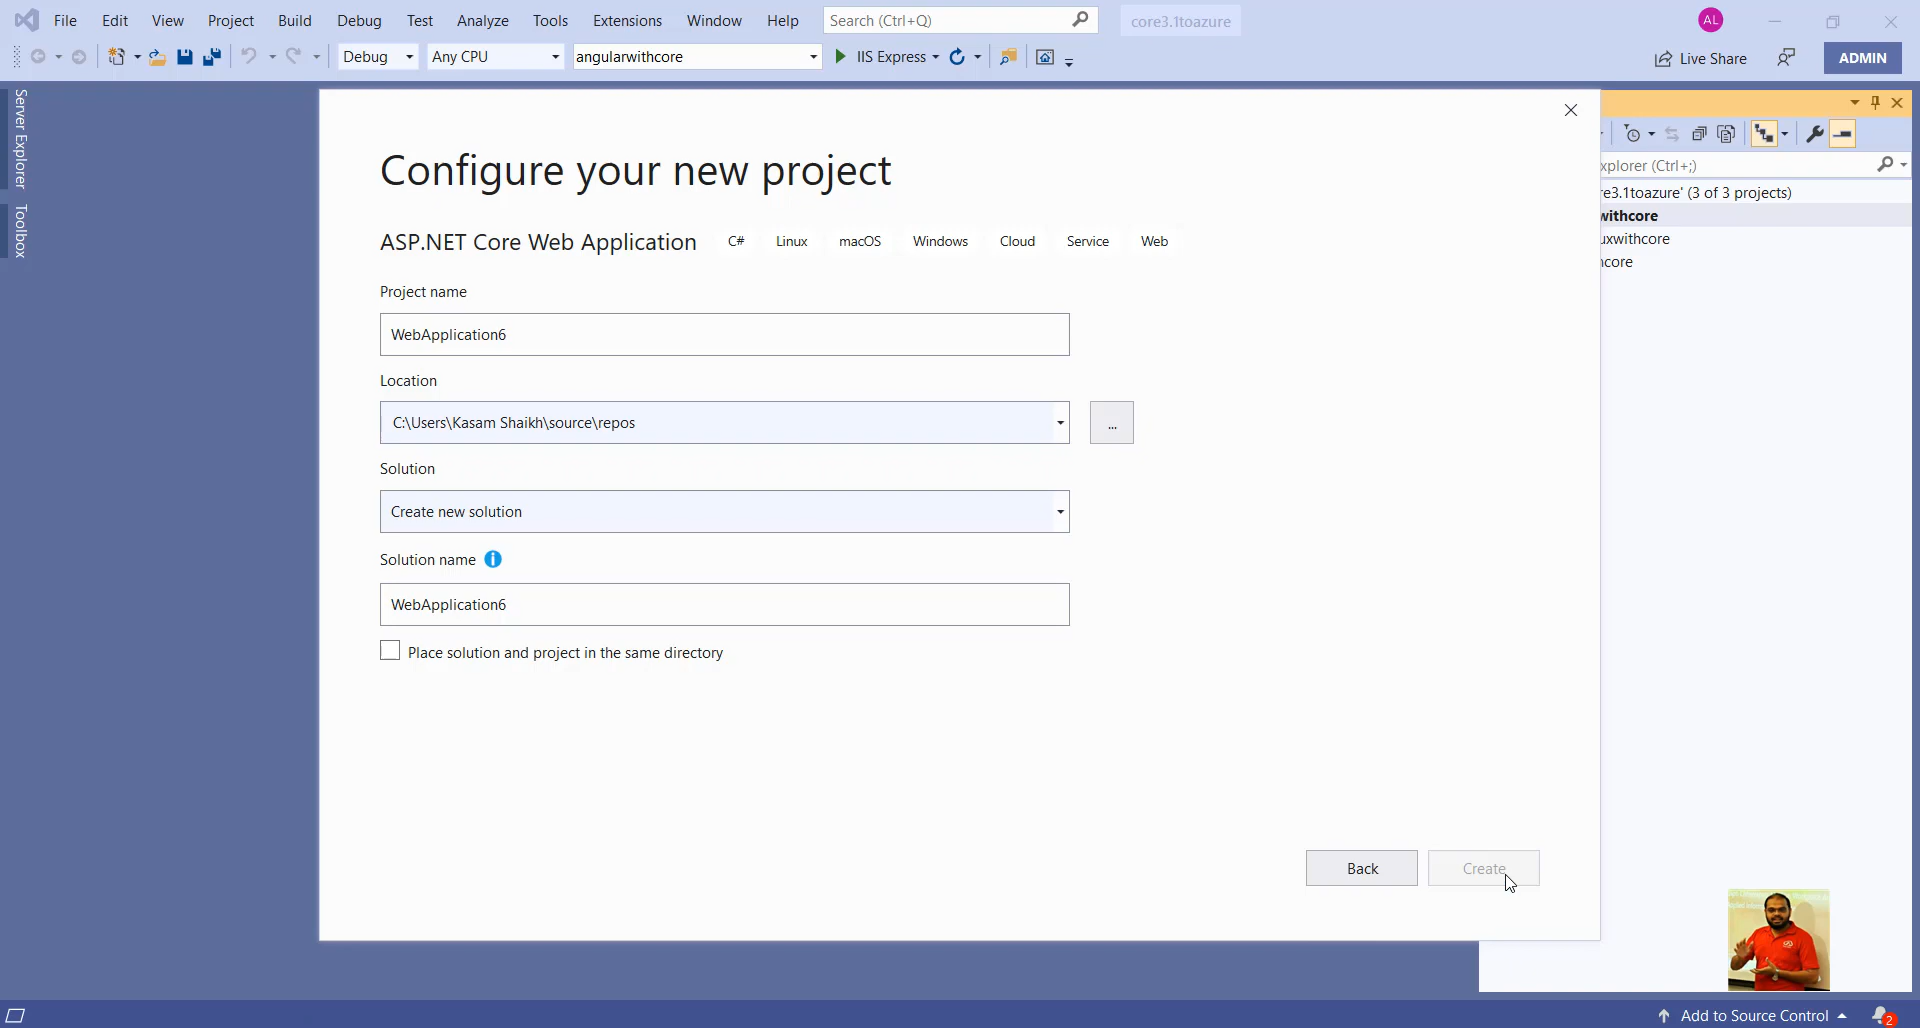 File Edit View Project Build Debug Test Analyze Tools Extensions Window Help Search (Ctrl+Q) core3.1toazure AL
Debug Any CPU angularwithcore IIS Express Live Share ADMIN
Server Explorer
Toolbox
Configure your new project
ASP.NET Core Web Application C# Linux macOS Windows Cloud Service Web
Project name
WebApplication6
Location
C:\Users\Kasam Shaikh\source\repos
...
Solution
Create new solution
Solution name
WebApplication6
Place solution and project in the same directory
Back Create
xplorer (Ctrl+;)
re3.1toazure' (3 of 3 projects)
withcore
uxwithcore
ncore
Add to Source Control 2